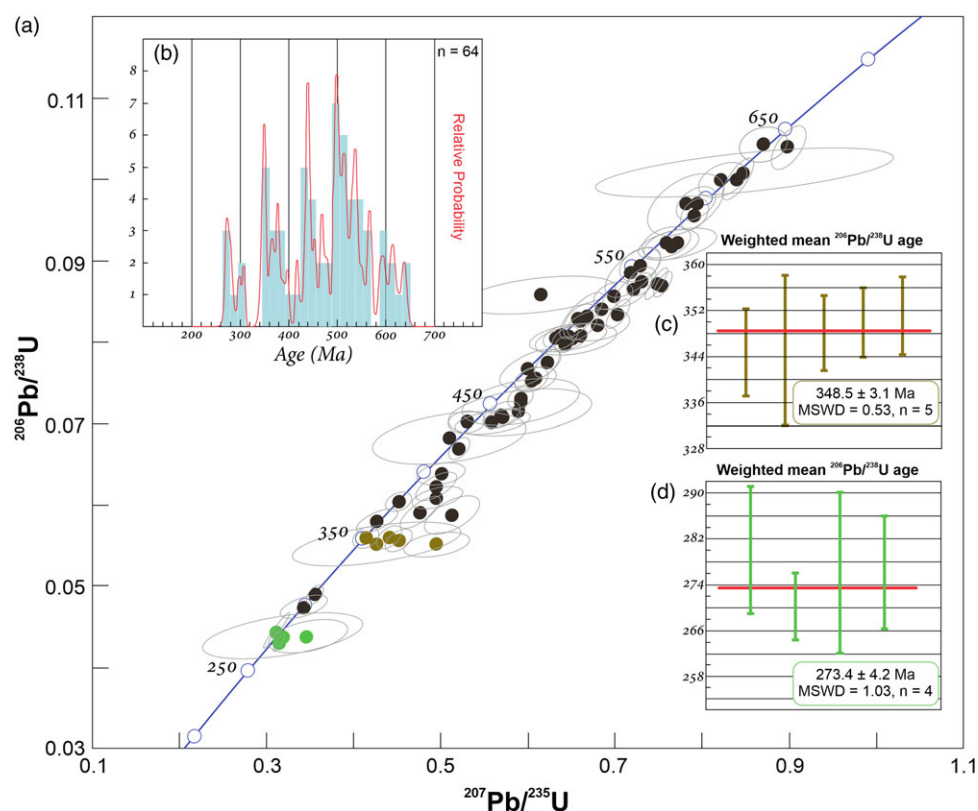 (a)
(b)
n = 64
8
7
6
5
4
3
2
1
200
300
400
500
600
700
Age (Ma)
Relative Probability
0.11
0.09
0.07
0.05
0.03
206Pb/238U
0.1
0.3
0.5
0.7
0.9
1.1
207Pb/235U
650
550
450
350
250
Weighted mean 206Pb/238U age
(c)
360
352
344
336
328
348.5 ± 3.1 Ma
MSWD = 0.53, n = 5
Weighted mean 206Pb/238U age
(d)
290
282
274
266
258
273.4 ± 4.2 Ma
MSWD = 1.03, n = 4